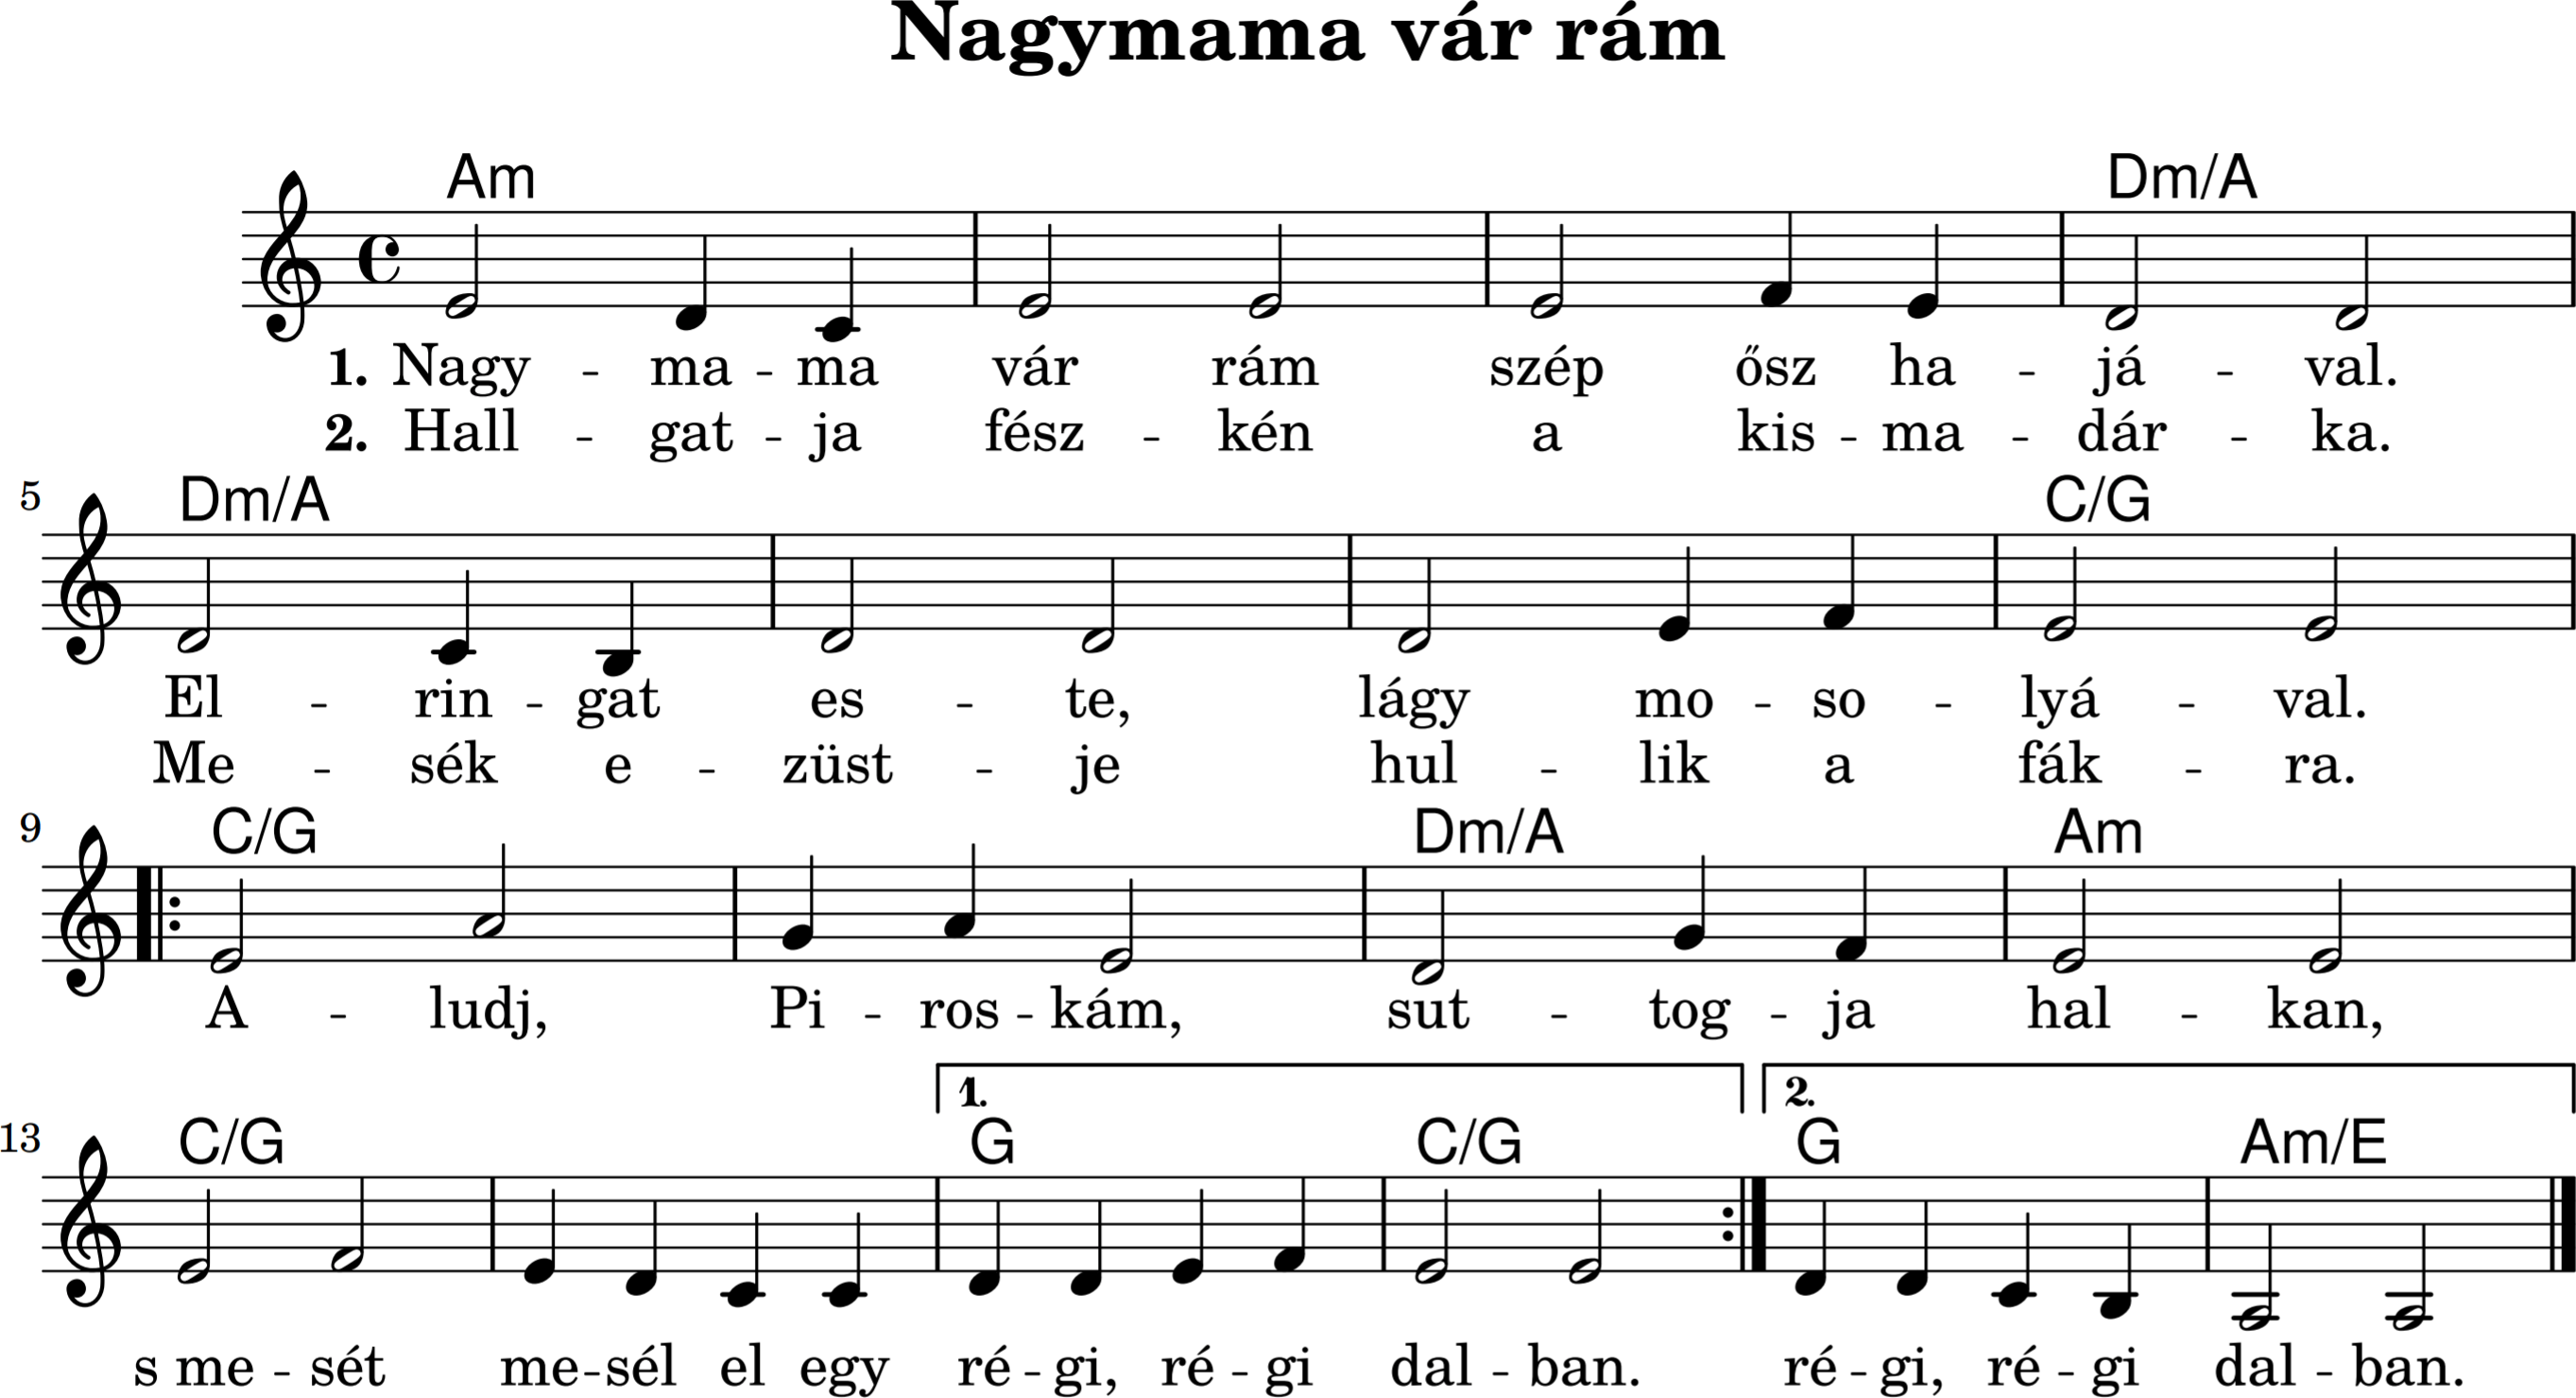 Nagymama vár rám
Am Dm/A
1. Nagy - ma - ma vár rám szép ősz ha - já - val.
2. Hall - gat - ja fész - kén a kis - ma - dár - ka.
5 Dm/A C/G
El - rin - gat es - te, lágy mo - so - lyá - val.
Me - sék e - züst - je hul - lik a fák - ra.
9 C/G Dm/A Am
A - ludj, Pi - ros - kám, sut - tog - ja hal - kan,
1. 2.
13 C/G G C/G G Am/E
s me - sét me - sél el egy ré - gi, ré - gi dal - ban. ré - gi, ré - gi dal - ban.